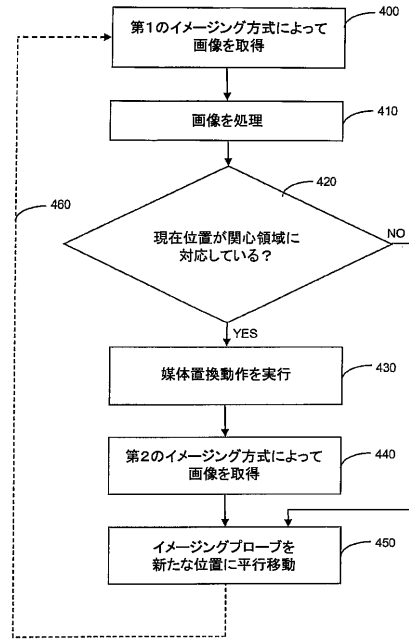 第1のイメージング方式によって
画像を取得
400
画像を処理
410
420
460
現在位置が関心領域に
対応している？
NO
YES
媒体置換動作を実行
430
第2のイメージング方式によって
画像を取得
440
イメージングプローブを
新たな位置に平行移動
450